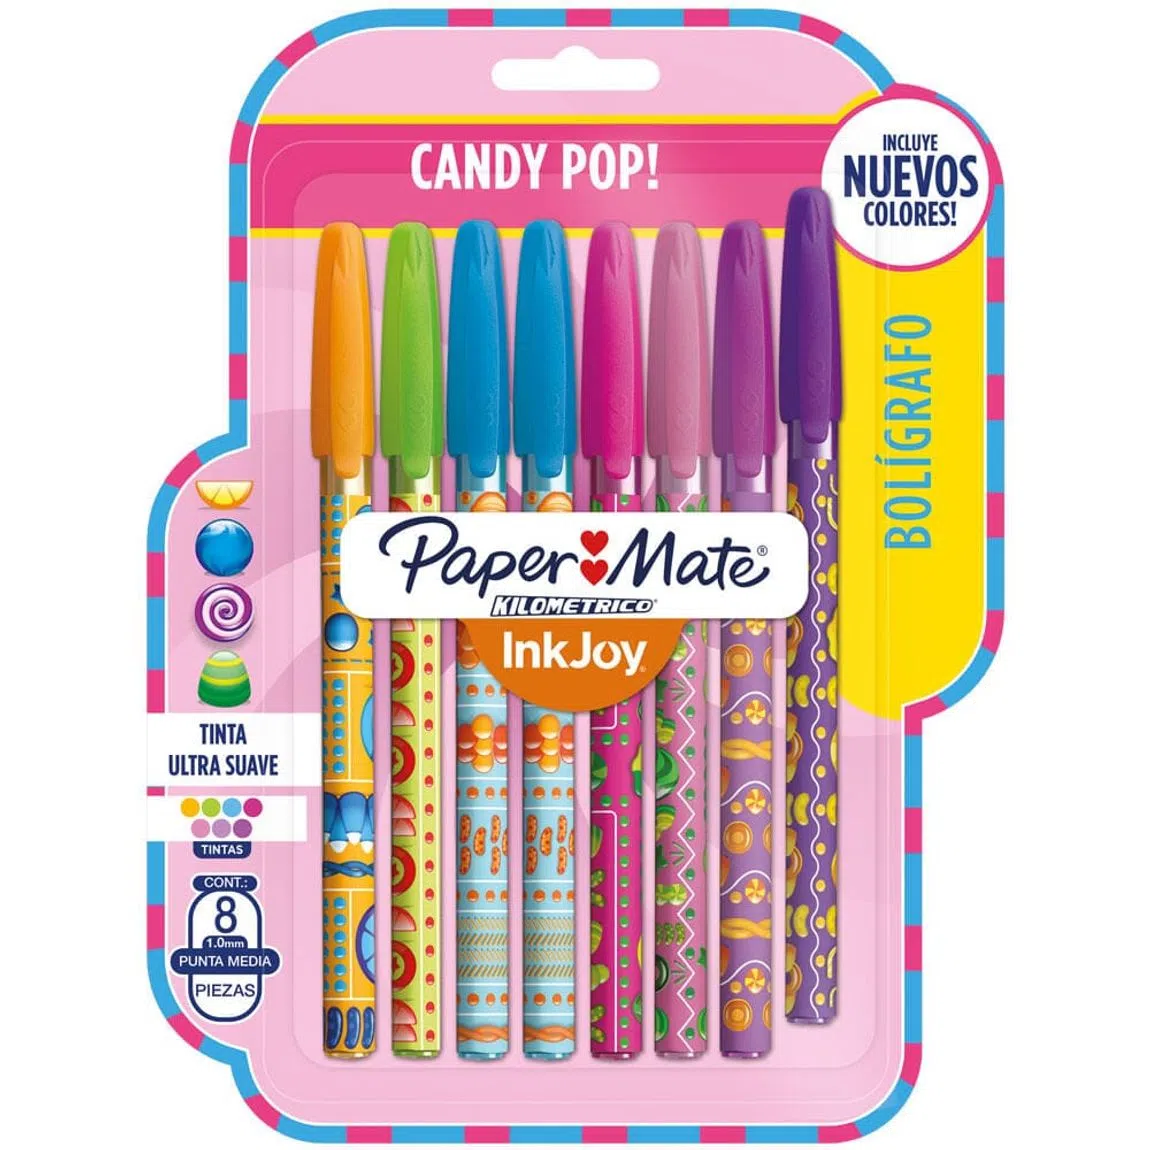 CANDY POP!
INCLUYE
NUEVOS
COLORES!
BOLÍGRAFO
Paper Mate®
KILOMETRICO®
InkJoy
TINTA
ULTRA SUAVE
TINTAS
CONT.:
8
1.0mm
PUNTA MEDIA
PIEZAS